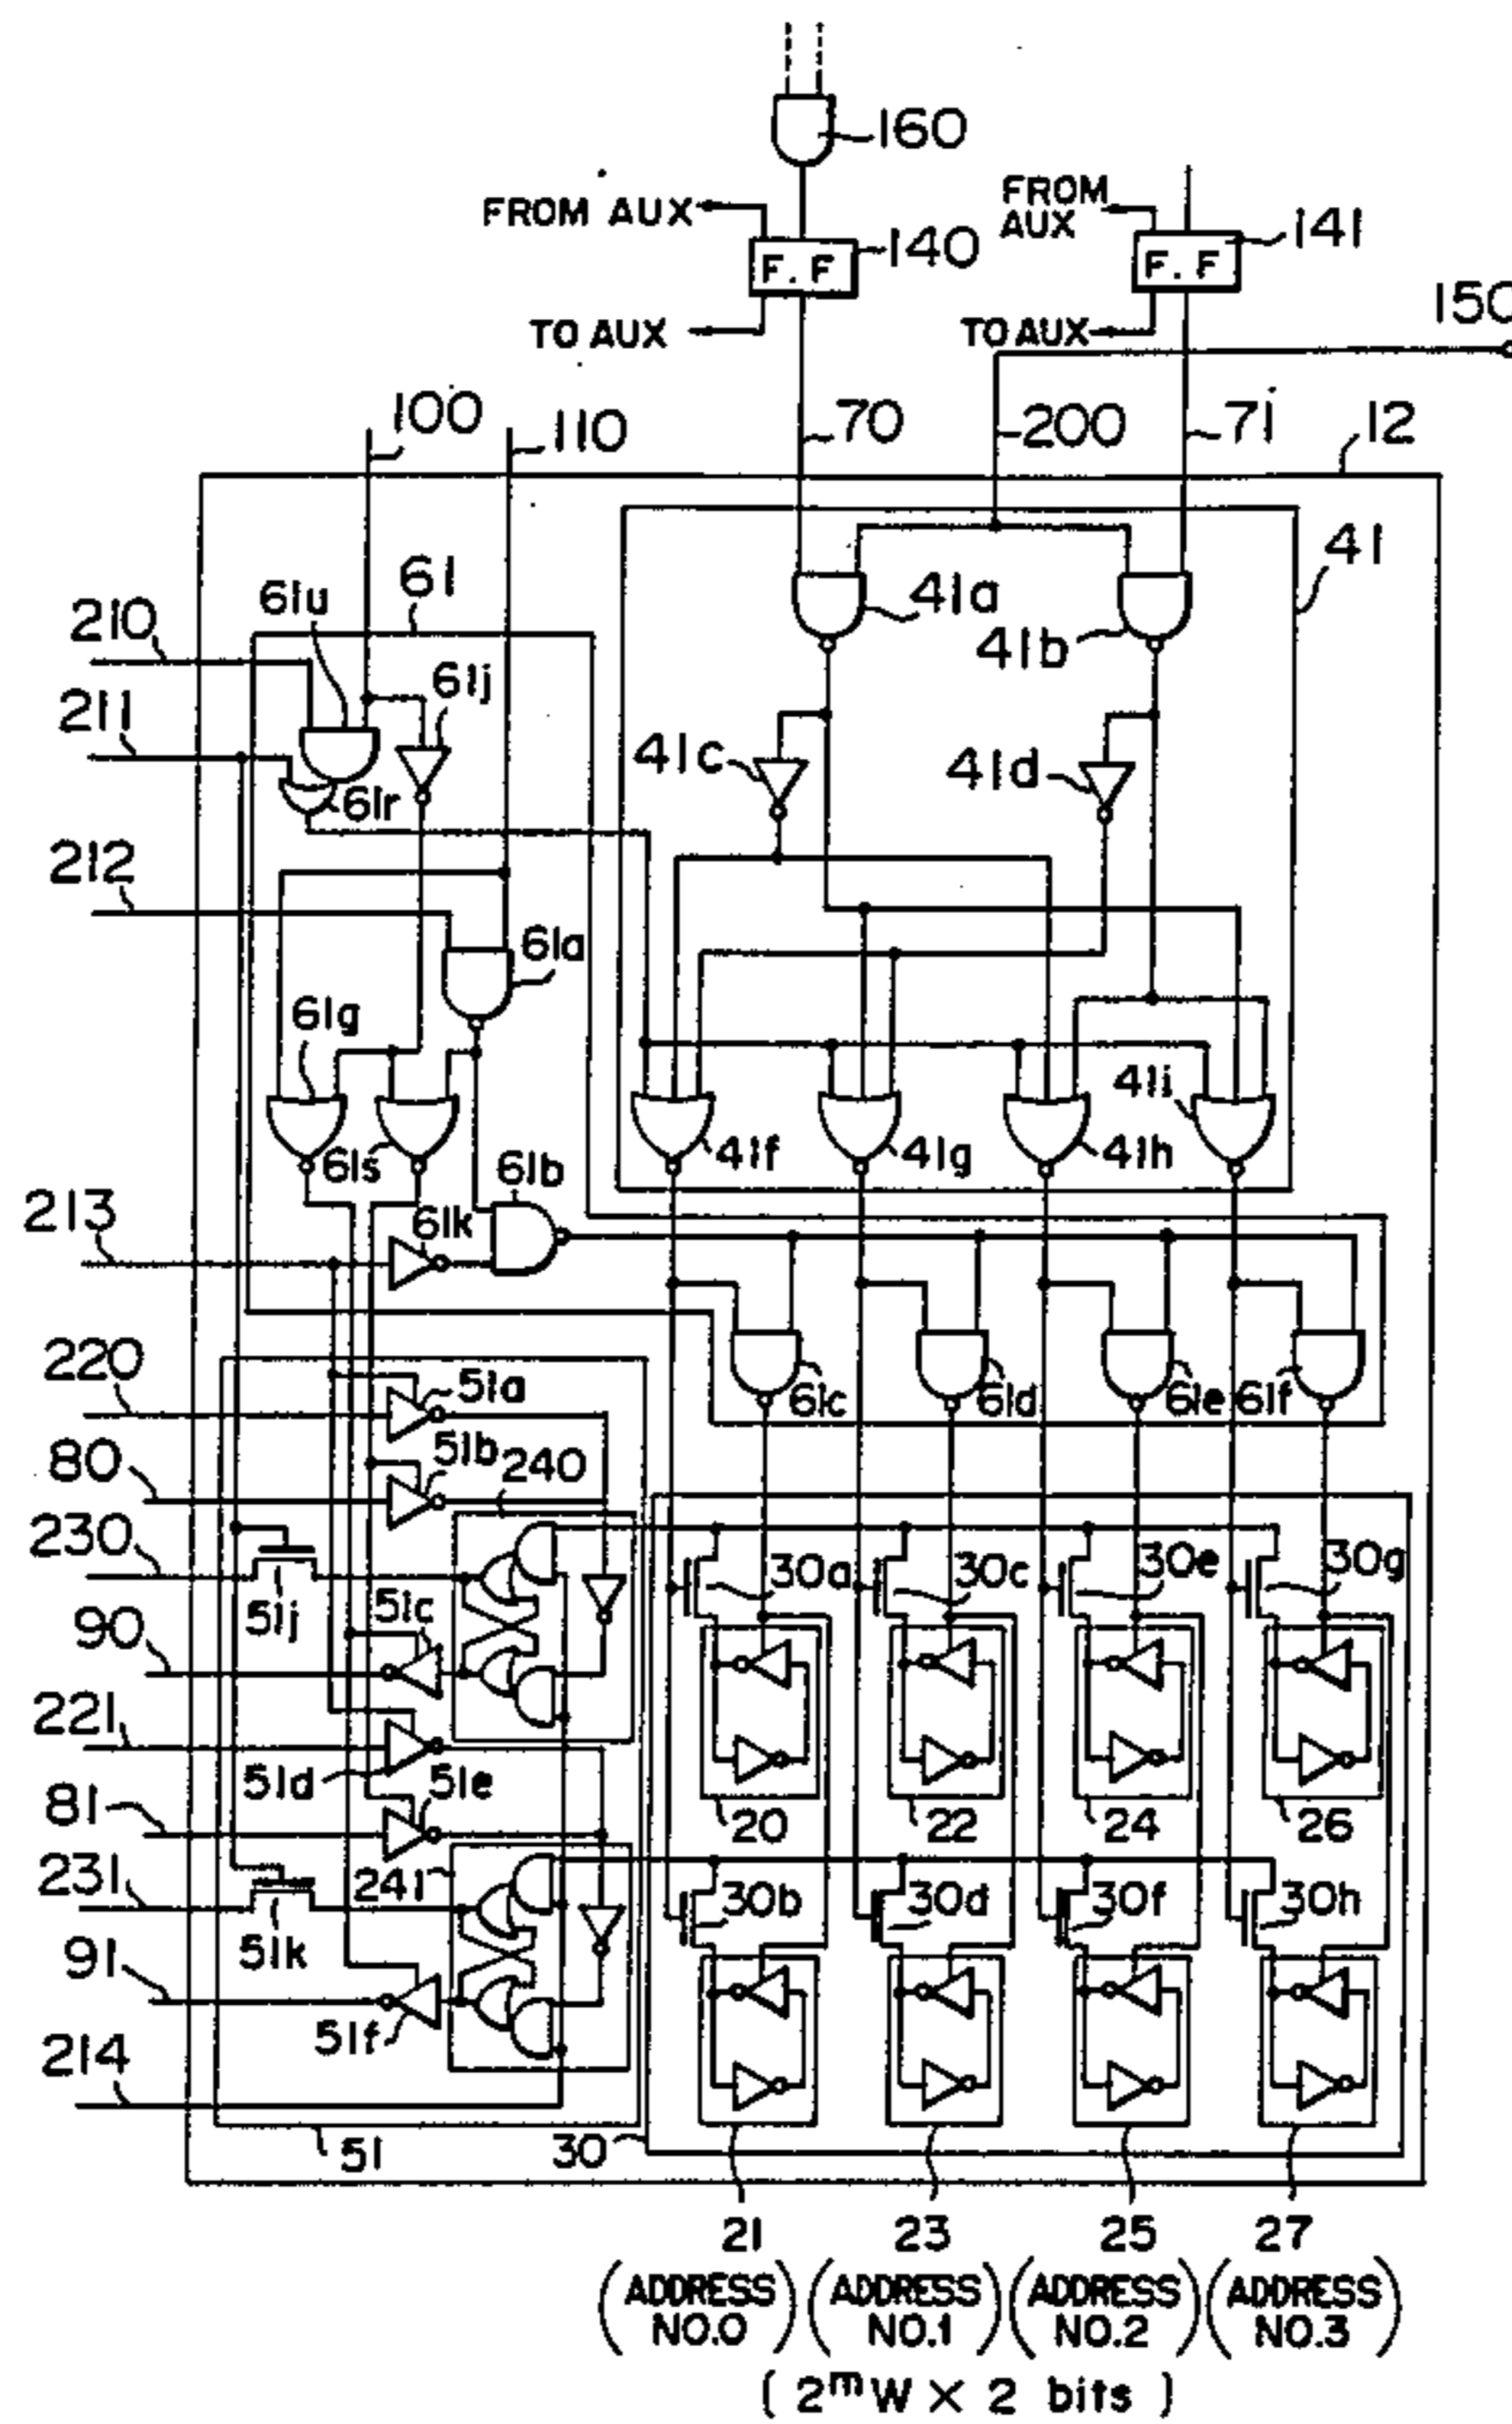 160
FROM AUX
FROM
AUX
F. F
140
F. F
141
TO AUX
TO AUX
150
100
110
70
200
71
12
41
61
61u
41a
41b
210
61j
211
41c
41d
61r
212
61a
61g
41i
61s
41f
41g
41h
61b
213
61k
220
51a
61c
61d
61e
61f
51b
240
80
230
30a
30c
30e
30g
51j
51c
90
221
51d
51e
20
22
24
26
81
241
231
30b
30d
30f
30h
51k
91
51f
214
51
30
21
23
25
27
(ADDRESS NO.0) (ADDRESS NO.1) (ADDRESS NO.2) (ADDRESS NO.3)
( 2ᵐW × 2 bits )